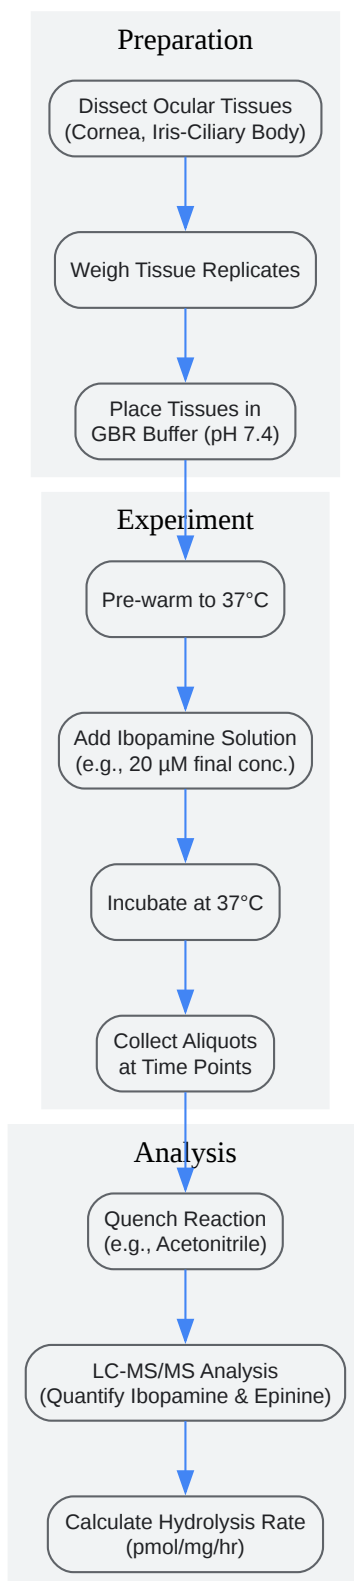 Preparation
Dissect Ocular Tissues
(Cornea, Iris-Ciliary Body)
Weigh Tissue Replicates
Place Tissues in
GBR Buffer (pH 7.4)
Experiment
Pre-warm to 37°C
Add Ibopamine Solution
(e.g., 20 µM final conc.)
Incubate at 37°C
Collect Aliquots
at Time Points
Analysis
Quench Reaction
(e.g., Acetonitrile)
LC-MS/MS Analysis
(Quantify Ibopamine & Epinine)
Calculate Hydrolysis Rate
(pmol/mg/hr)